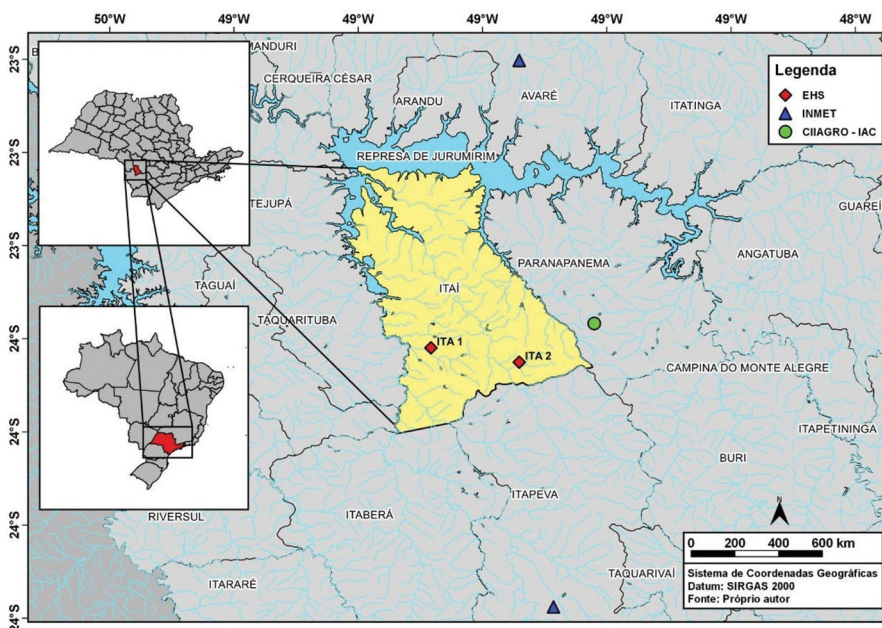 50°W 49°W 49°W 49°W 49°W 48°W
23°S
MANDURI
CERQUEIRA CÉSAR
ARANDU
AVARÉ
ITATINGA
Legenda
EHS
INMET
CIIAGRO - IAC
23°S
REPRESA DE JURUMIRIM
TEJUPÁ
GUAREÍ
23°S
PARANAPANEMA
ANGATUBA
TAGUAÍ
ITAÍ
TAQUARITUBA
24°S
ITA 1
ITA 2
CAMPINA DO MONTE ALEGRE
24°S
ITAPETININGA
BURI
ITAPEVA
24°S
RIVERSUL
ITABERÁ
N
0 200 400 600 km
ITARARÉ
TAQUARIVAÍ
Sistema de Coordenadas Geográficas
Datum: SIRGAS 2000
Fonte: Próprio autor
24°S